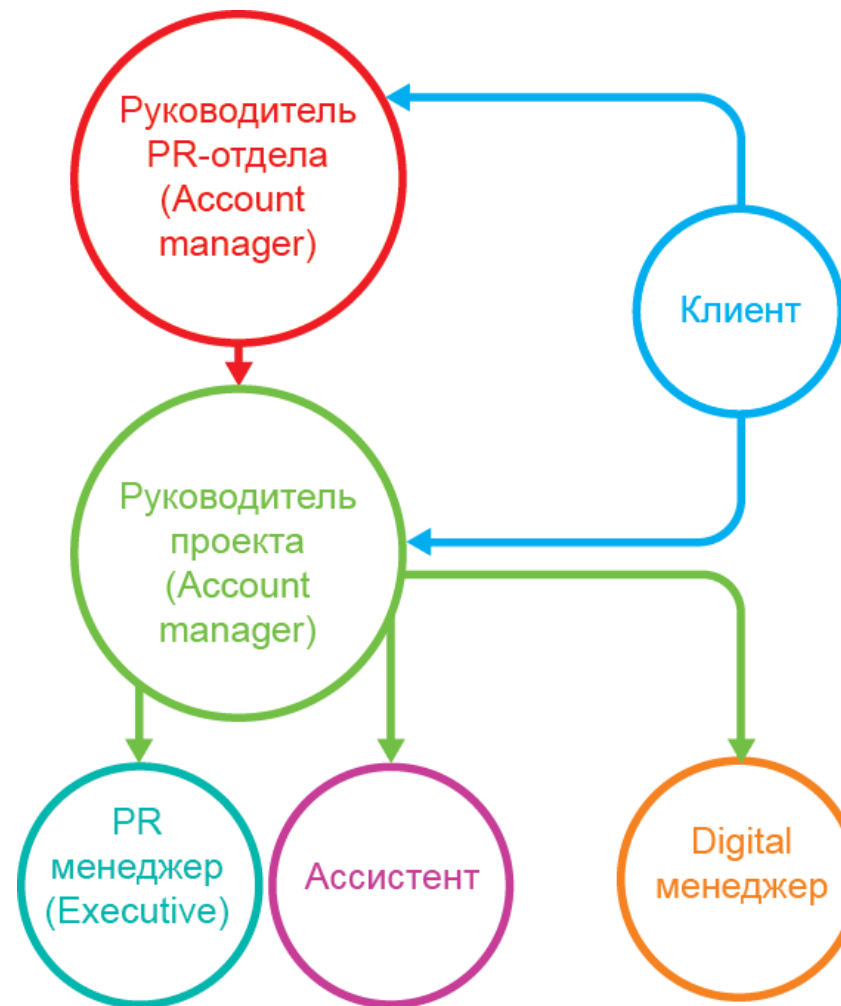 Руководитель
PR-отдела
(Account
manager)
Клиент
Руководитель
проекта
(Account
manager)
PR
менеджер
(Executive)
Ассистент
Digital
менеджер